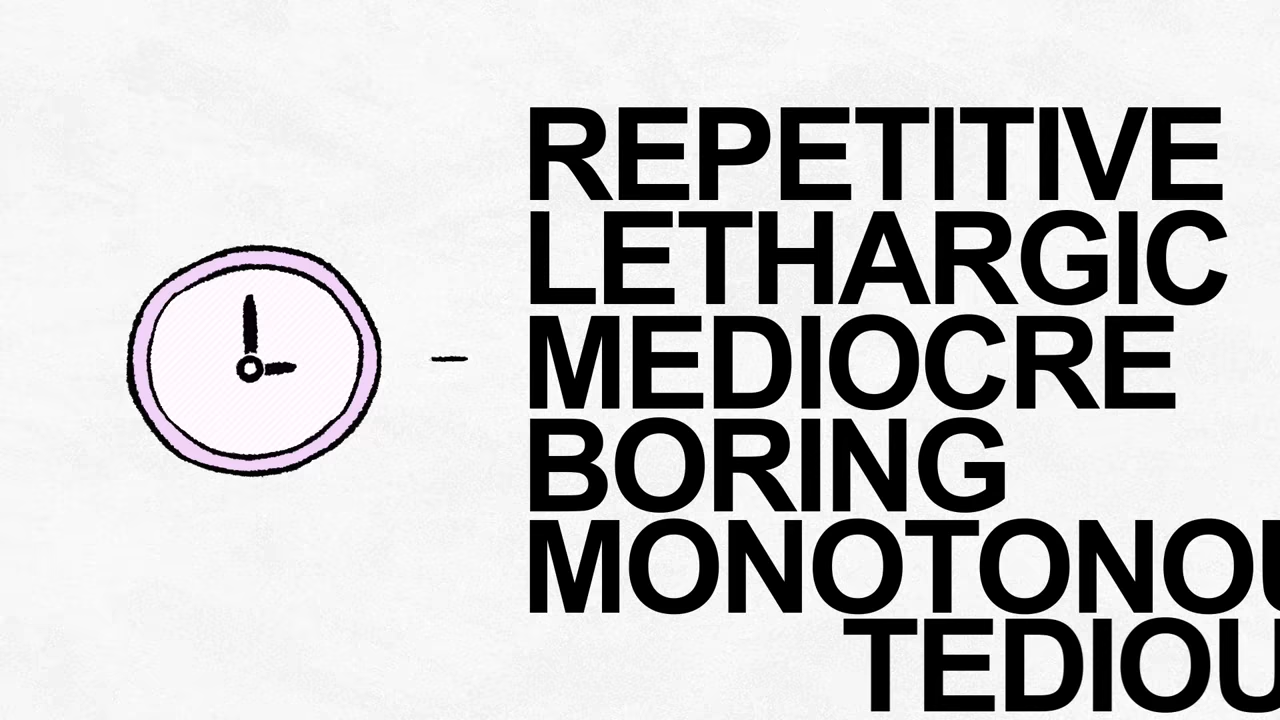 REPETITIVE
LETHARGIC
MEDIOCRE
BORING
MONOTONOU
TEDIOU